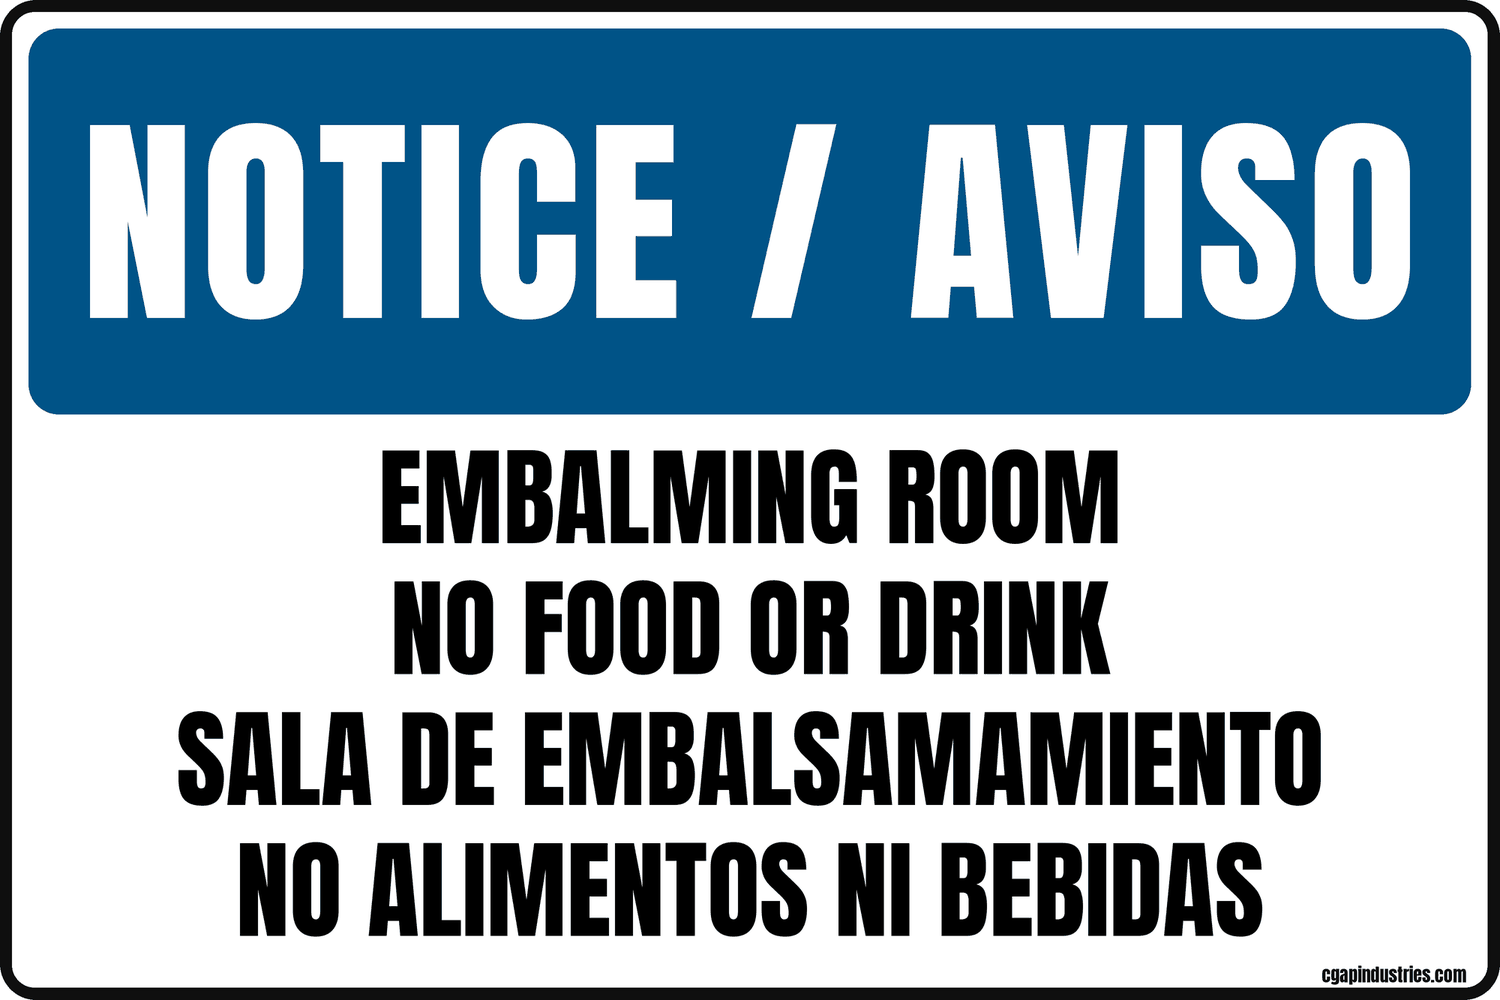 NOTICE / AVISO
EMBALMING ROOM
NO FOOD OR DRINK
SALA DE EMBALSAMAMIENTO
NO ALIMENTOS NI BEBIDAS
cgapindustries.com